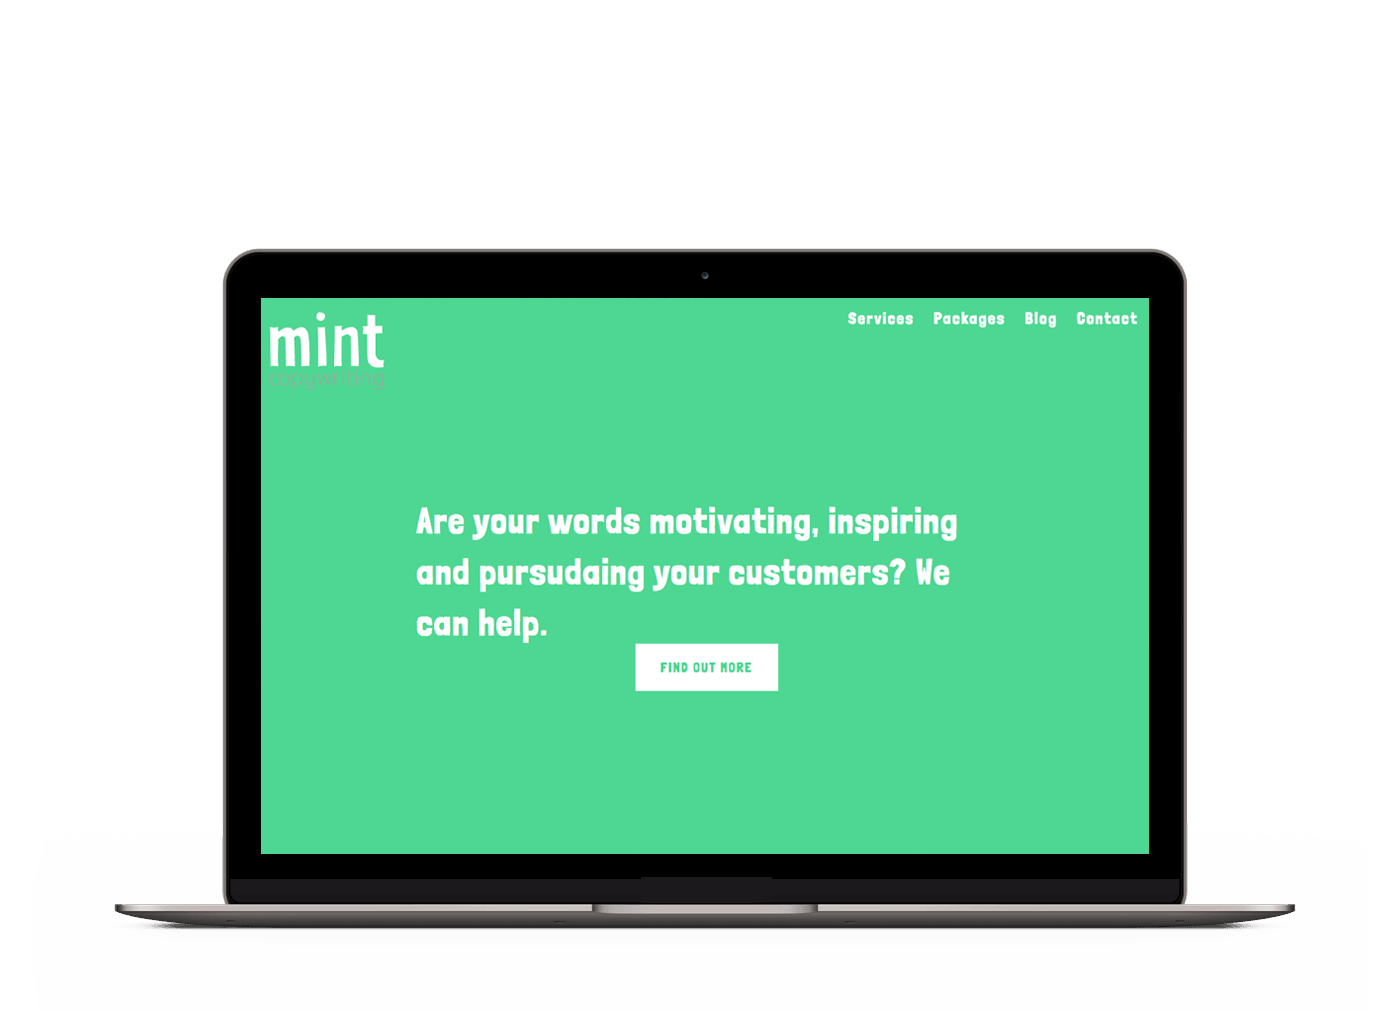 mint
copywriting
Services Packages Blog Contact
Are your words motivating, inspiring
and pursudaing your customers? We
can help.
FIND OUT MORE